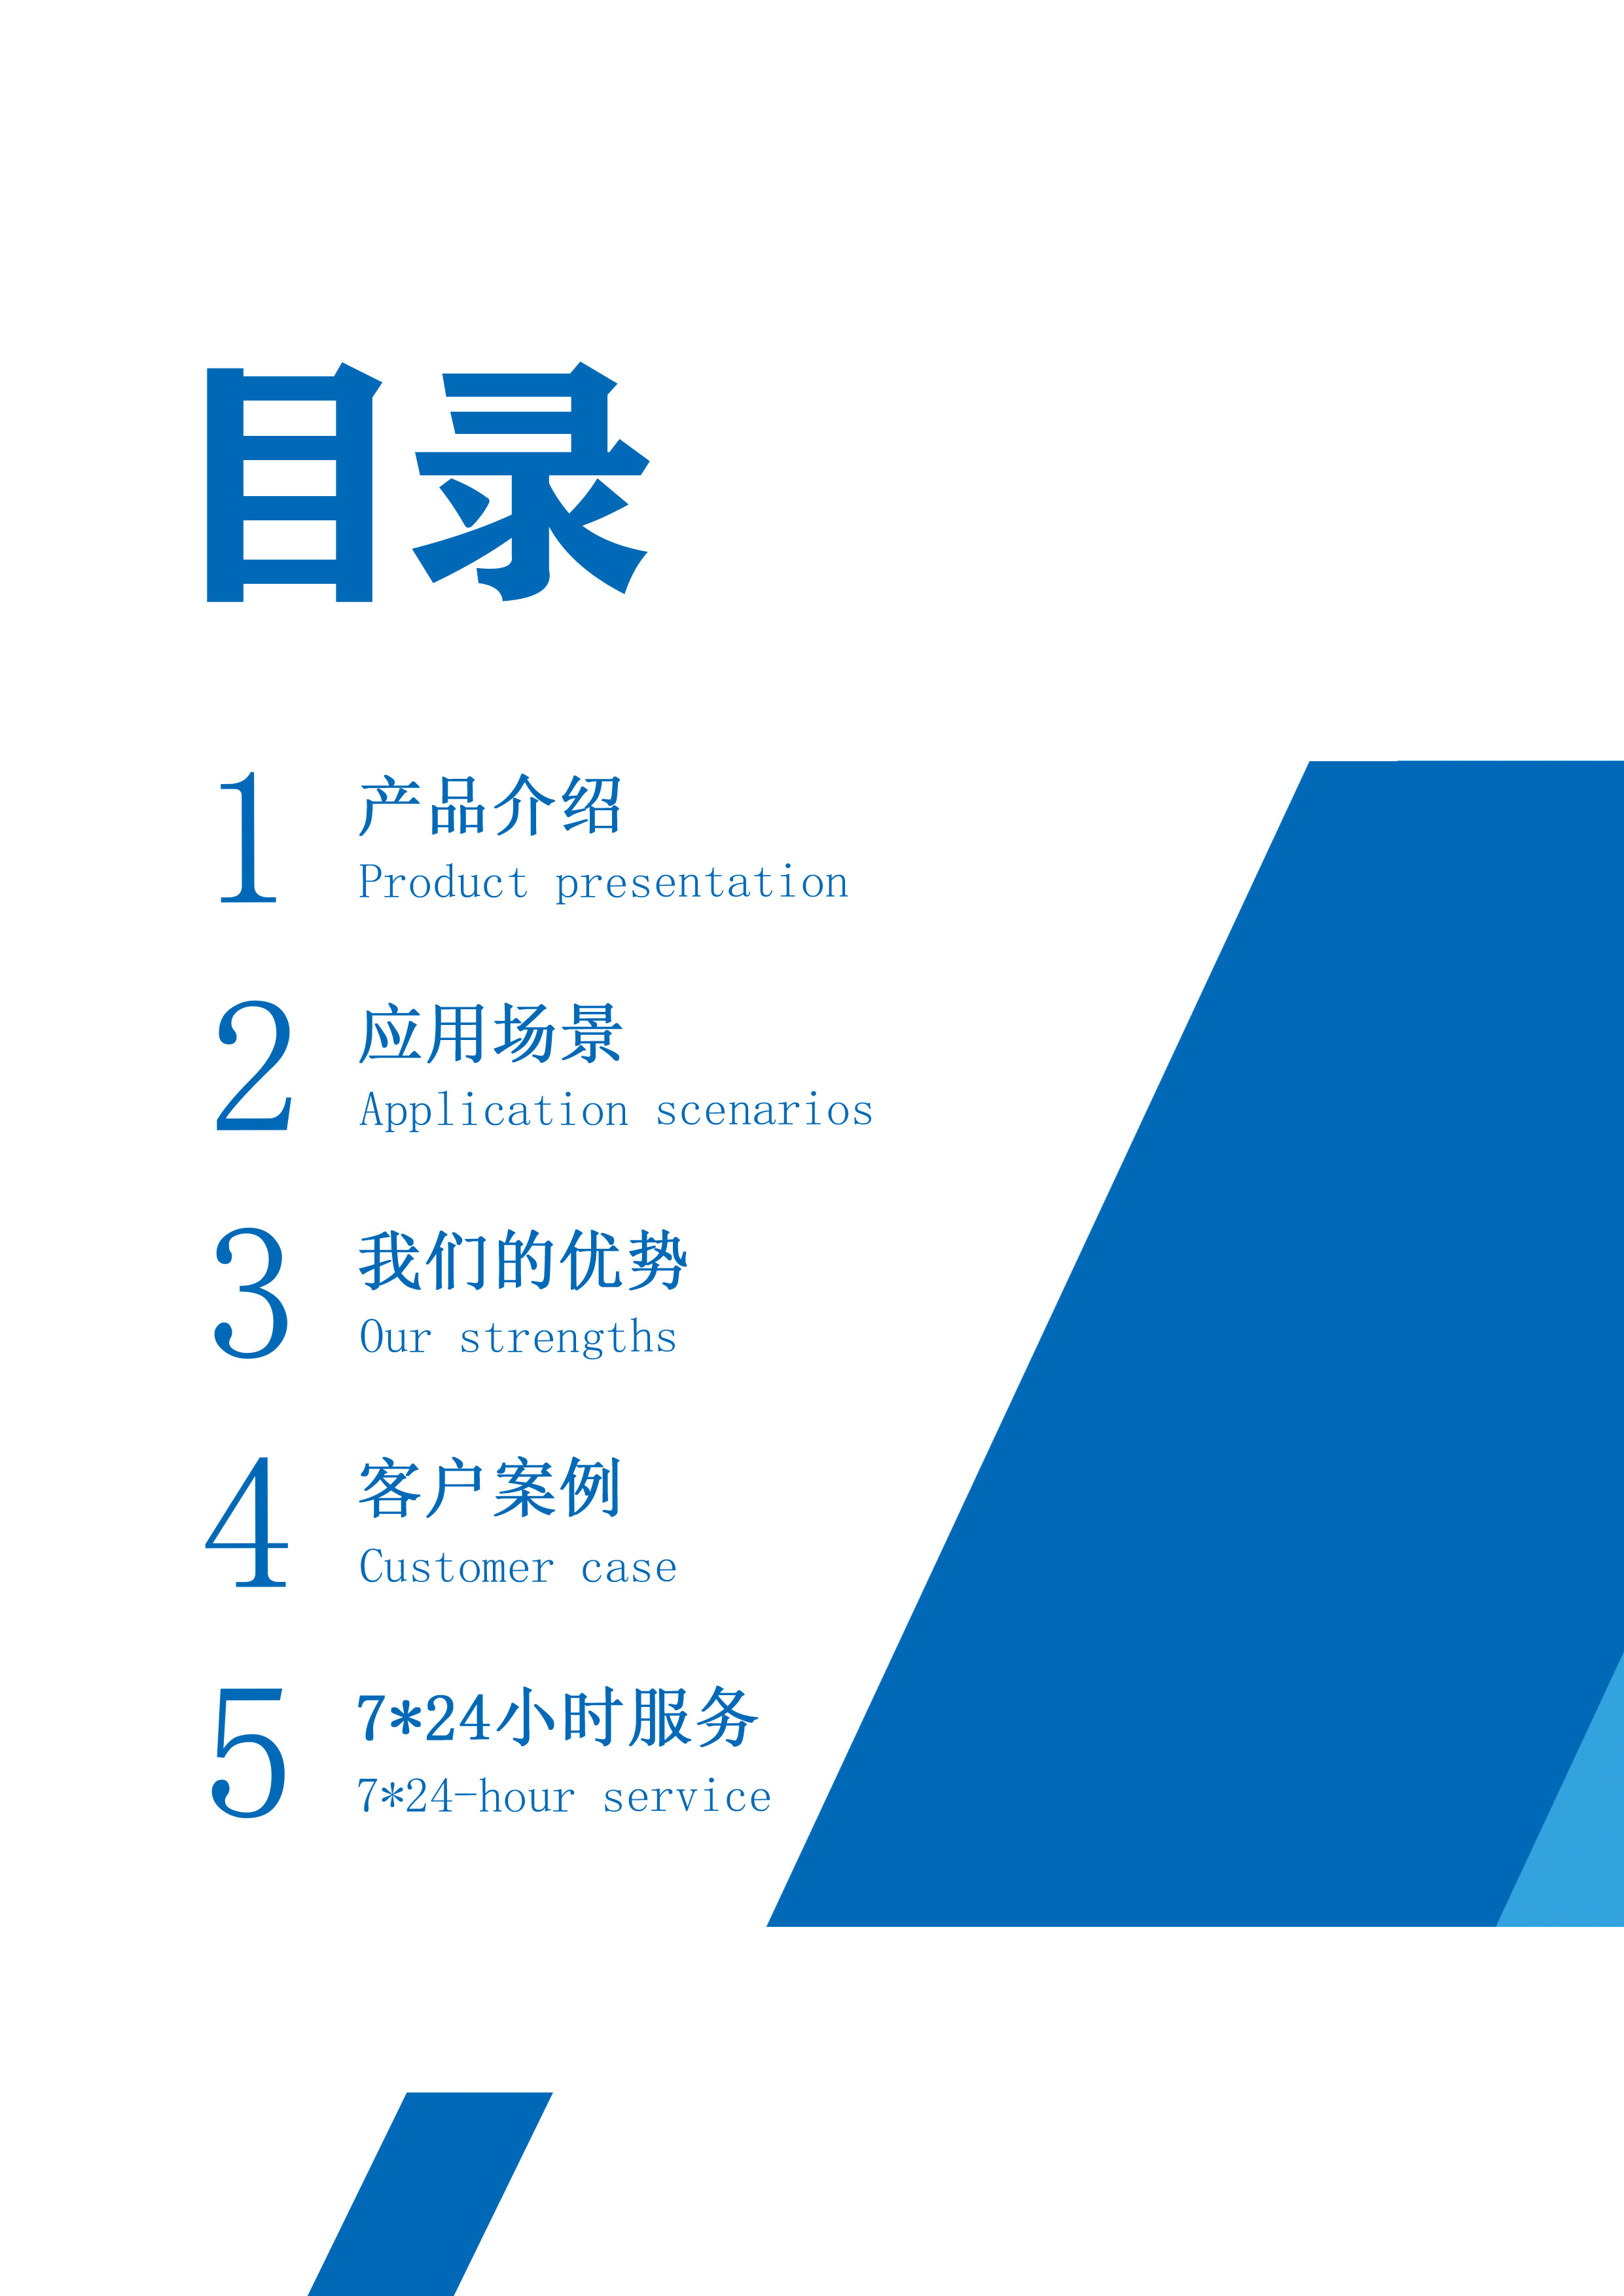 目录
1
产品介绍
Product presentation
2
应用场景
Application scenarios
3
我们的优势
Our strengths
4
客户案例
Customer case
5
7*24小时服务
7*24-hour service